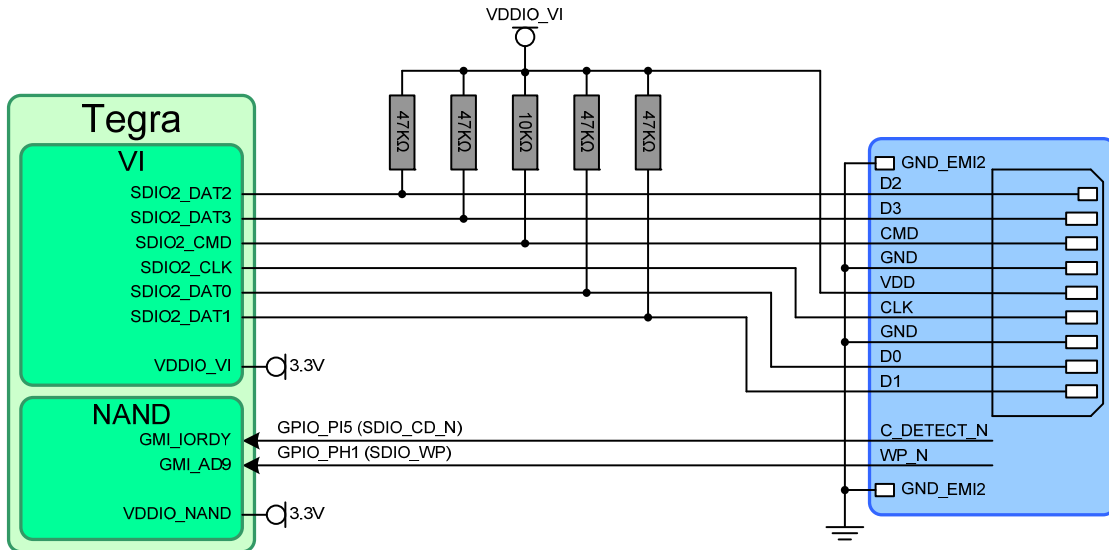 VDDIO_VI
47KΩ
47KΩ
10KΩ
47KΩ
47KΩ
Tegra
VI
SDIO2_DAT2
SDIO2_DAT3
SDIO2_CMD
SDIO2_CLK
SDIO2_DAT0
SDIO2_DAT1
VDDIO_VI
3.3V
NAND
GMI_IORDY
GMI_AD9
VDDIO_NAND
3.3V
GPIO_PI5 (SDIO_CD_N)
GPIO_PH1 (SDIO_WP)
GND_EMI2
D2
D3
CMD
GND
VDD
CLK
GND
D0
D1
C_DETECT_N
WP_N
GND_EMI2